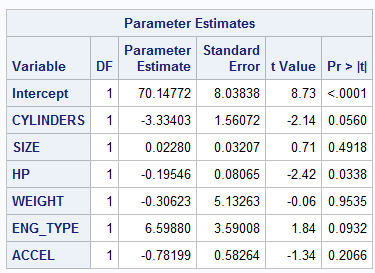 Parameter Estimates
Variable DF Parameter Estimate Standard Error t Value Pr > |t|
Intercept 1 70.14772 8.03838 8.73 <.0001
CYLINDERS 1 -3.33403 1.56072 -2.14 0.0560
SIZE 1 0.02280 0.03207 0.71 0.4918
HP 1 -0.19546 0.08065 -2.42 0.0338
WEIGHT 1 -0.30623 5.13263 -0.06 0.9535
ENG_TYPE 1 6.59880 3.59008 1.84 0.0932
ACCEL 1 -0.78199 0.58264 -1.34 0.2066